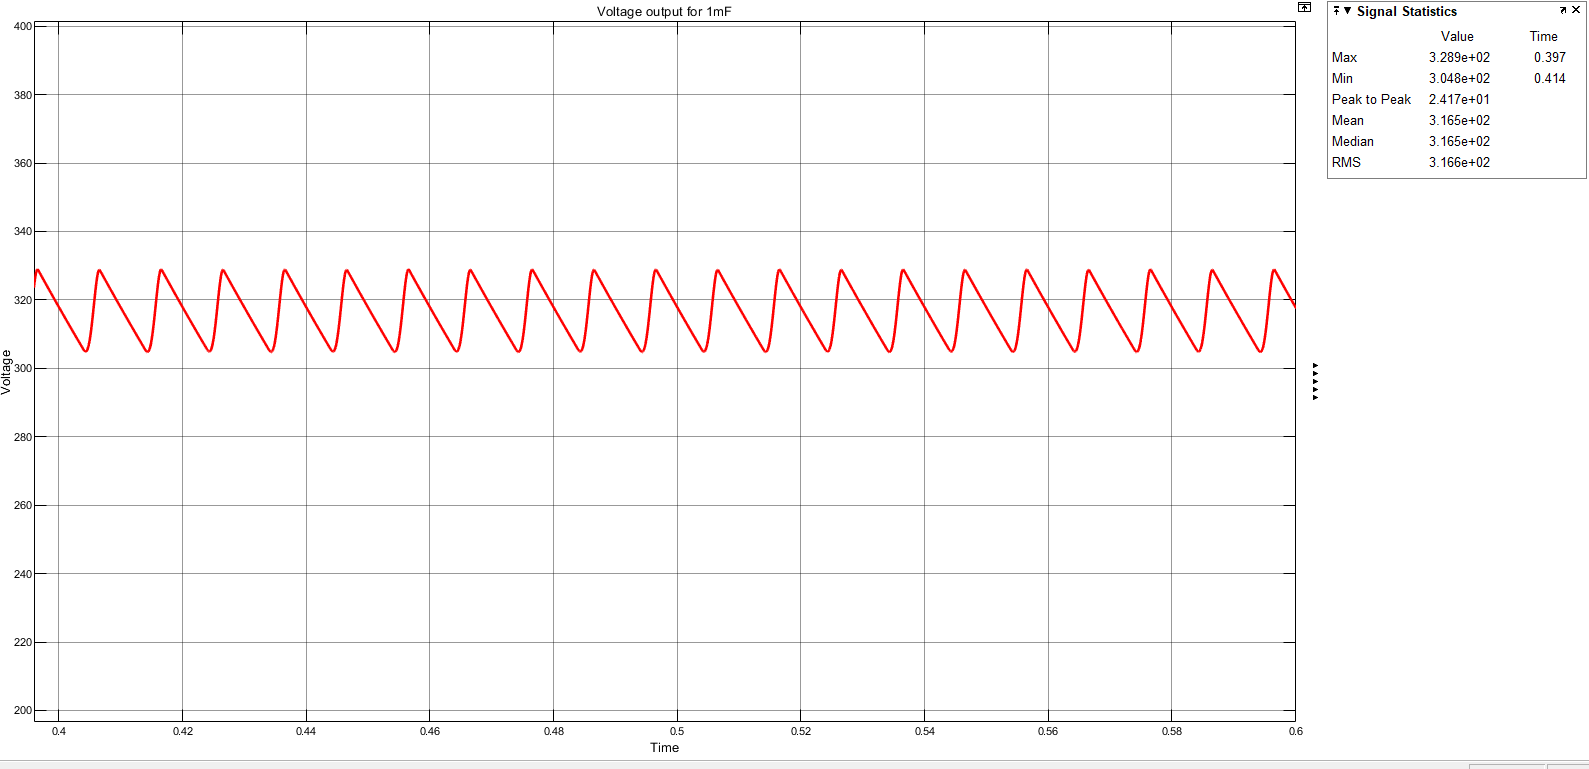 Voltage output for 1mF
400
380
360
340
320
300
280
260
240
220
200
Voltage
0.4 0.42 0.44 0.46 0.48 0.5 0.52 0.54 0.56 0.58 0.6
Time
Signal Statistics
Value Time
Max 3.289e+02 0.397
Min 3.048e+02 0.414
Peak to Peak 2.417e+01
Mean 3.165e+02
Median 3.165e+02
RMS 3.166e+02